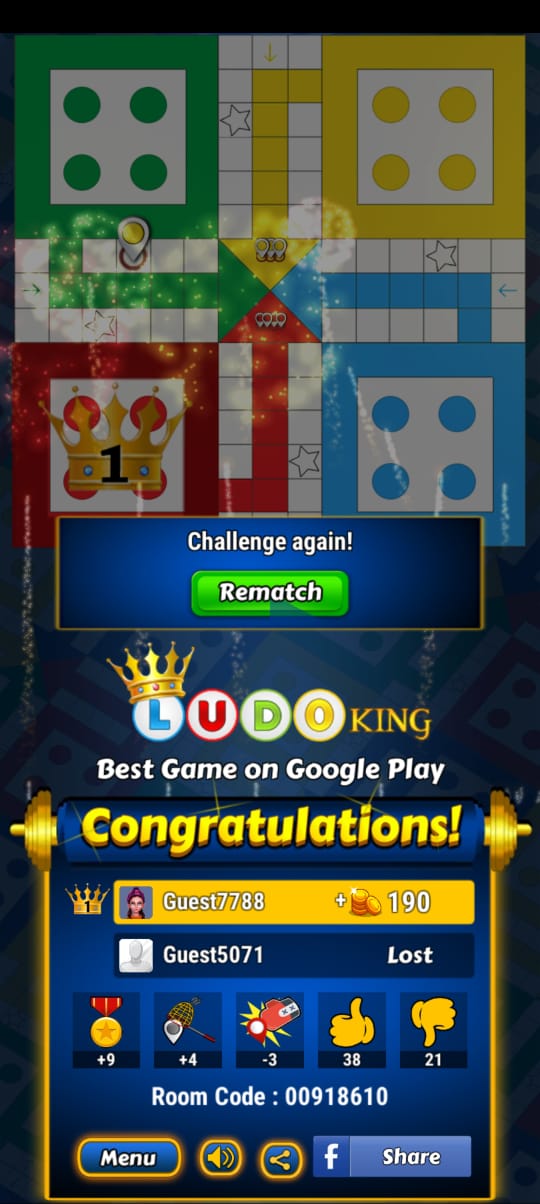 1
Challenge again!
Rematch
LUDO KING
Best Game on Google Play
Congratulations!
1 Guest7788 + 190
Guest5071 Lost
+9 +4 -3 38 21
Room Code : 00918610
Menu f Share